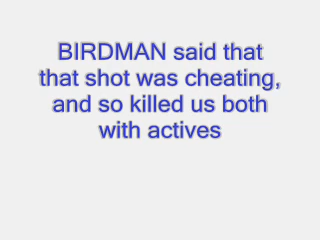 BIRDMAN said that
that shot was cheating,
and so killed us both
with actives